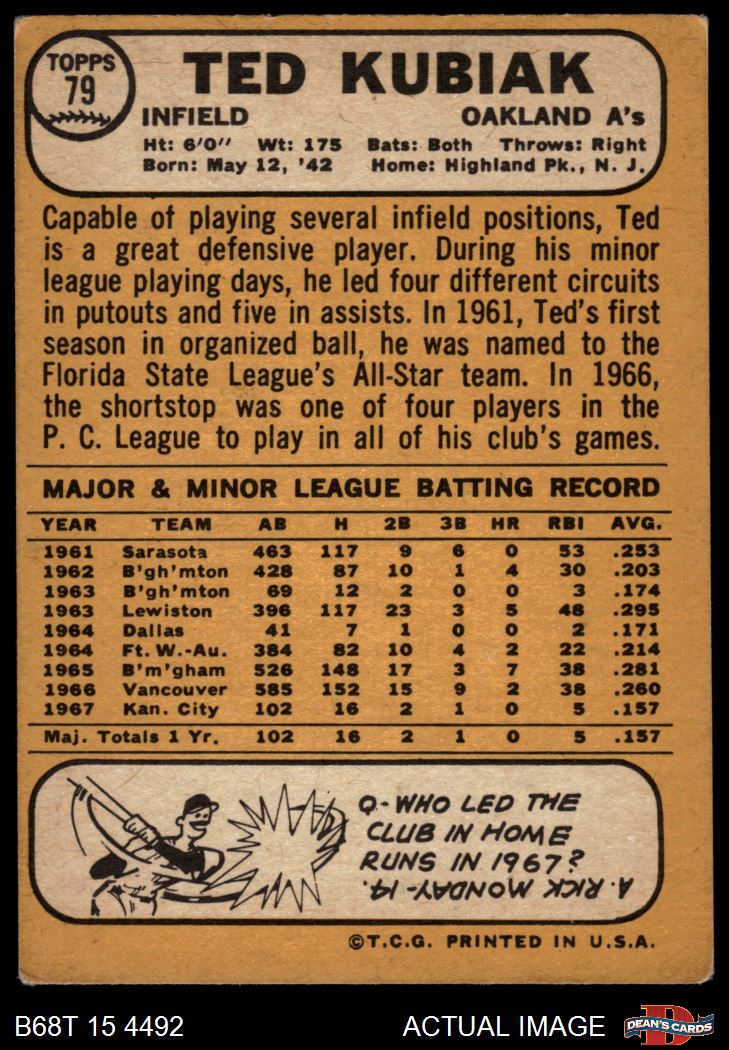 TOPPS
79
TED KUBIAK
INFIELD OAKLAND A's
Ht: 6'0" Wt: 175 Bats: Both Throws: Right
Born: May 12, '42 Home: Highland Pk., N. J.
Capable of playing several infield positions, Ted
is a great defensive player. During his minor
league playing days, he led four different circuits
in putouts and five in assists. In 1961, Ted's first
season in organized ball, he was named to the
Florida State League's All-Star team. In 1966,
the shortstop was one of four players in the
P. C. League to play in all of his club's games.
MAJOR & MINOR LEAGUE BATTING RECORD
YEAR TEAM AB H 2B 3B HR RBI AVG.
1961 Sarasota 463 117 9 6 0 53 .253
1962 B'gh'mton 428 87 10 1 4 30 .203
1963 B'gh'mton 69 12 2 0 0 3 .174
1963 Lewiston 396 117 23 3 5 48 .295
1964 Dallas 41 7 1 0 0 2 .171
1964 Ft. W.-Au. 384 82 10 4 2 22 .214
1965 B'm'gham 526 148 17 3 7 38 .281
1966 Vancouver 585 152 15 9 2 38 .260
1967 Kan. City 102 16 2 1 0 5 .157
Maj. Totals 1 Yr. 102 16 2 1 0 5 .157
Q-WHO LED THE
CLUB IN HOME
RUNS IN 1967?
A. RICK MONDAY-14.
©T.C.G. PRINTED IN U.S.A.
B68T 15 4492 ACTUAL IMAGE DEAN'S CARDS